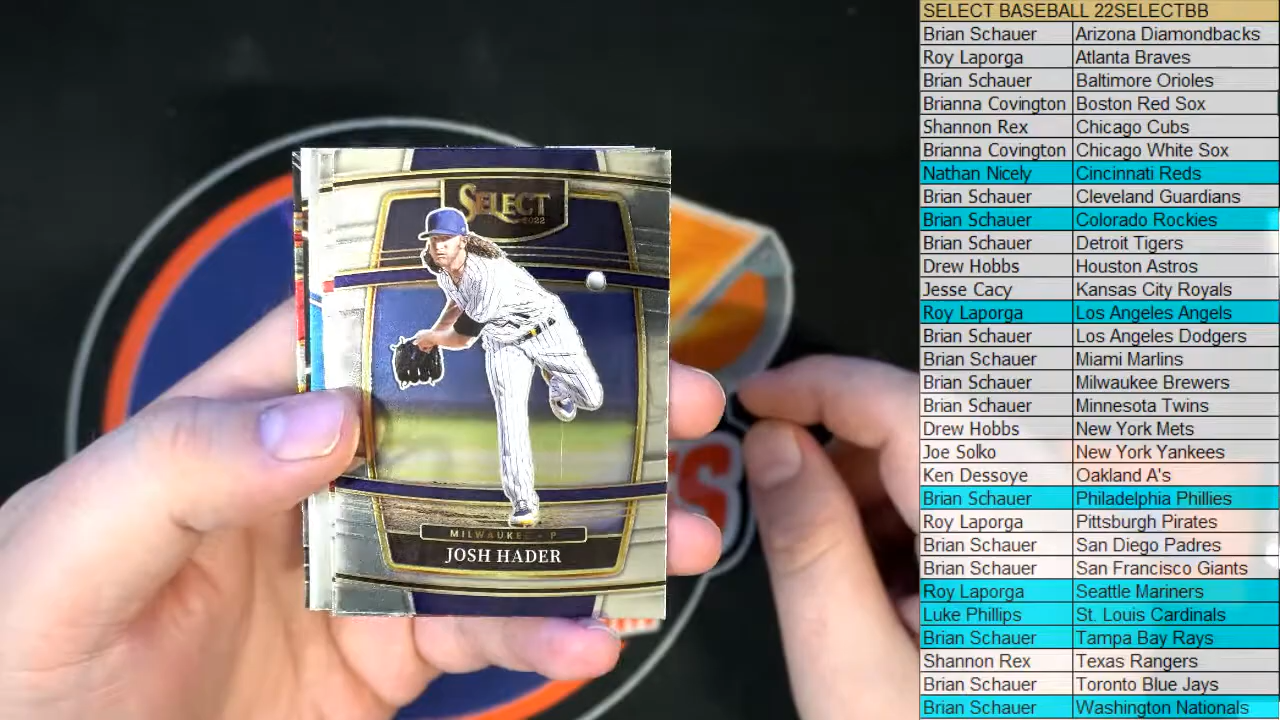 SELECT
2022
MILWAUKEE - P
JOSH HADER
SELECT BASEBALL 22SELECTBB
Brian Schauer Arizona Diamondbacks
Roy Laporga Atlanta Braves
Brian Schauer Baltimore Orioles
Brianna Covington Boston Red Sox
Shannon Rex Chicago Cubs
Brianna Covington Chicago White Sox
Nathan Nicely Cincinnati Reds
Brian Schauer Cleveland Guardians
Brian Schauer Colorado Rockies
Brian Schauer Detroit Tigers
Drew Hobbs Houston Astros
Jesse Cacy Kansas City Royals
Roy Laporga Los Angeles Angels
Brian Schauer Los Angeles Dodgers
Brian Schauer Miami Marlins
Brian Schauer Milwaukee Brewers
Brian Schauer Minnesota Twins
Drew Hobbs New York Mets
Joe Solko New York Yankees
Ken Dessoye Oakland A's
Brian Schauer Philadelphia Phillies
Roy Laporga Pittsburgh Pirates
Brian Schauer San Diego Padres
Brian Schauer San Francisco Giants
Roy Laporga Seattle Mariners
Luke Phillips St. Louis Cardinals
Brian Schauer Tampa Bay Rays
Shannon Rex Texas Rangers
Brian Schauer Toronto Blue Jays
Brian Schauer Washington Nationals